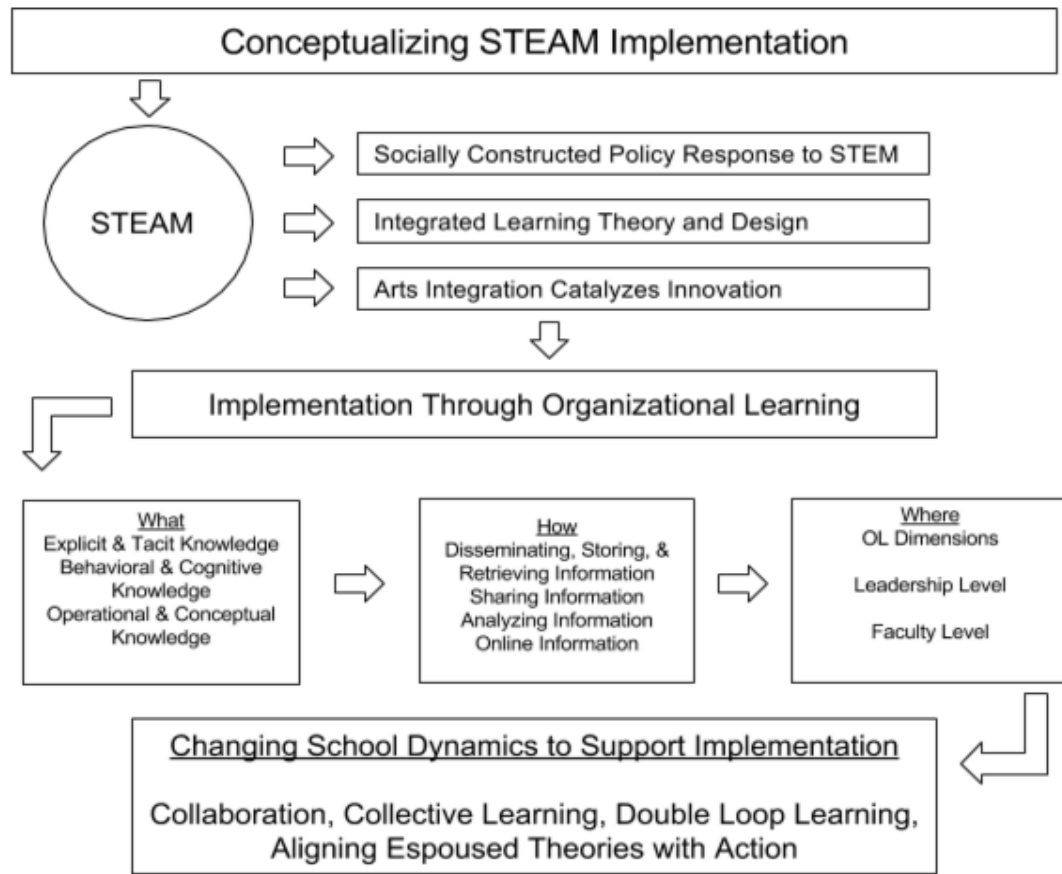 Conceptualizing STEAM Implementation
STEAM
Socially Constructed Policy Response to STEM
Integrated Learning Theory and Design
Arts Integration Catalyzes Innovation
Implementation Through Organizational Learning
What
Explicit & Tacit Knowledge
Behavioral & Cognitive
Knowledge
Operational & Conceptual
Knowledge
How
Disseminating, Storing, &
Retrieving Information
Sharing Information
Analyzing Information
Online Information
Where
OL Dimensions
Leadership Level
Faculty Level
Changing School Dynamics to Support Implementation
Collaboration, Collective Learning, Double Loop Learning,
Aligning Espoused Theories with Action